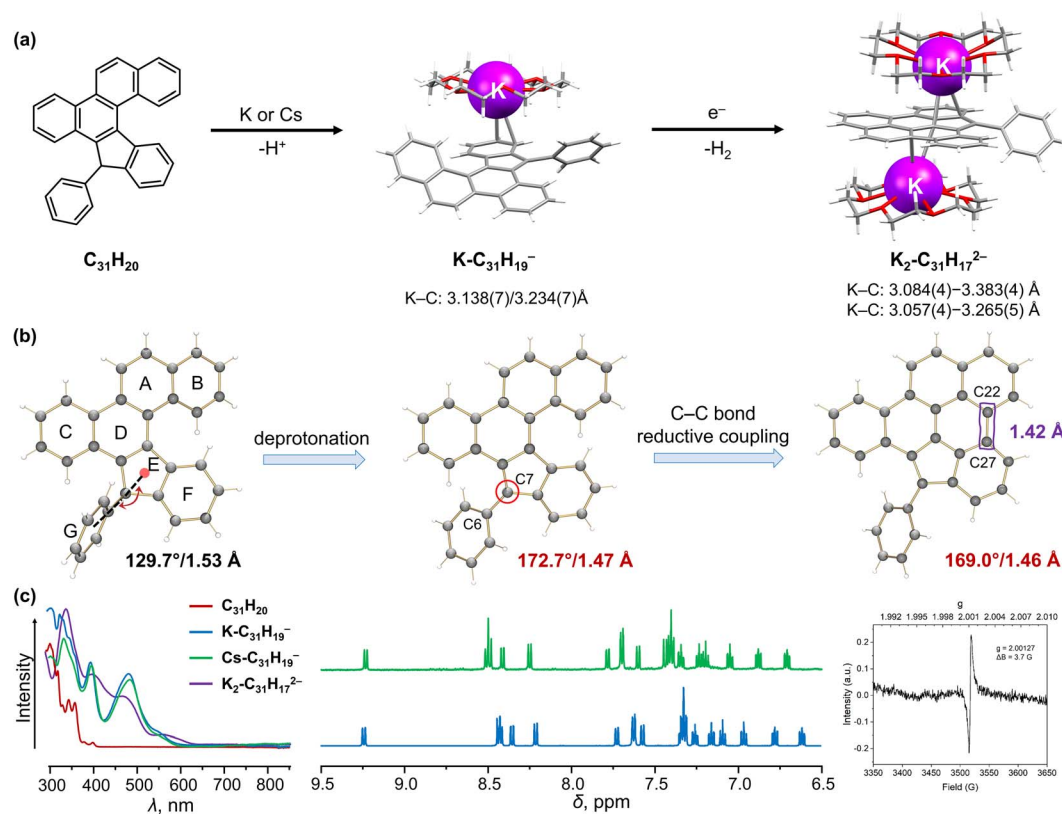 (a)
K or Cs
-H⁺
e⁻
-H₂
K
K
K
C₃₁H₂₀
K-C₃₁H₁₉⁻
K₂-C₃₁H₁₇²⁻
K–C: 3.138(7)/3.234(7)Å
K–C: 3.084(4)−3.383(4) Å
K–C: 3.057(4)−3.265(5) Å
(b)
A
B
C
D
E
F
G
129.7°/1.53 Å
deprotonation
C7
C6
172.7°/1.47 Å
C–C bond
reductive coupling
C22
C27
1.42 Å
169.0°/1.46 Å
(c)
C₃₁H₂₀
K-C₃₁H₁₉⁻
Cs-C₃₁H₁₉⁻
K₂-C₃₁H₁₇²⁻
Intensity
300 400 500 600 700 800
λ, nm
9.5 9.0 8.5 8.0 7.5 7.0 6.5
δ, ppm
g
1.992 1.995 1.998 2.001 2.004 2.007 2.010
g = 2.00127
ΔB = 3.7 G
Intensity (a.u.)
0.2
0.1
0.0
-0.1
-0.2
3350 3400 3450 3500 3550 3600 3650
Field (G)